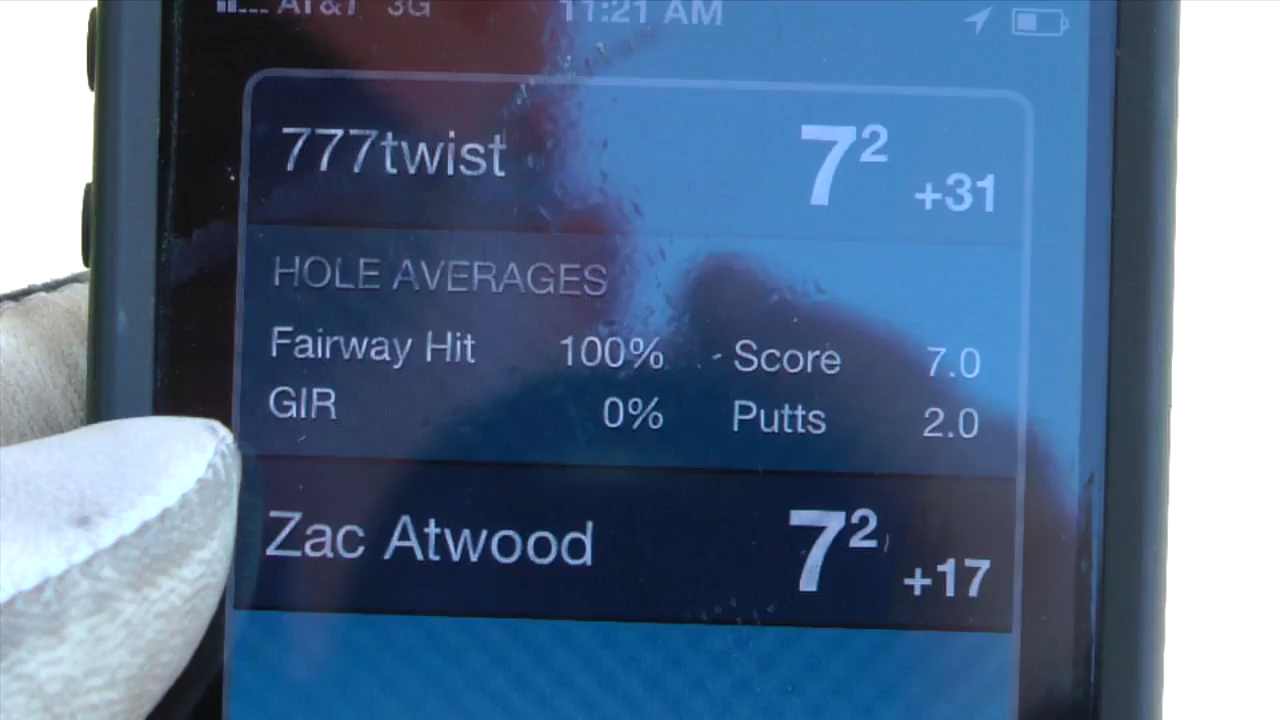 AT&T 3G 11:21 AM
777twist 7² +31
HOLE AVERAGES
Fairway Hit 100% Score 7.0
GIR 0% Putts 2.0
Zac Atwood 7² +17